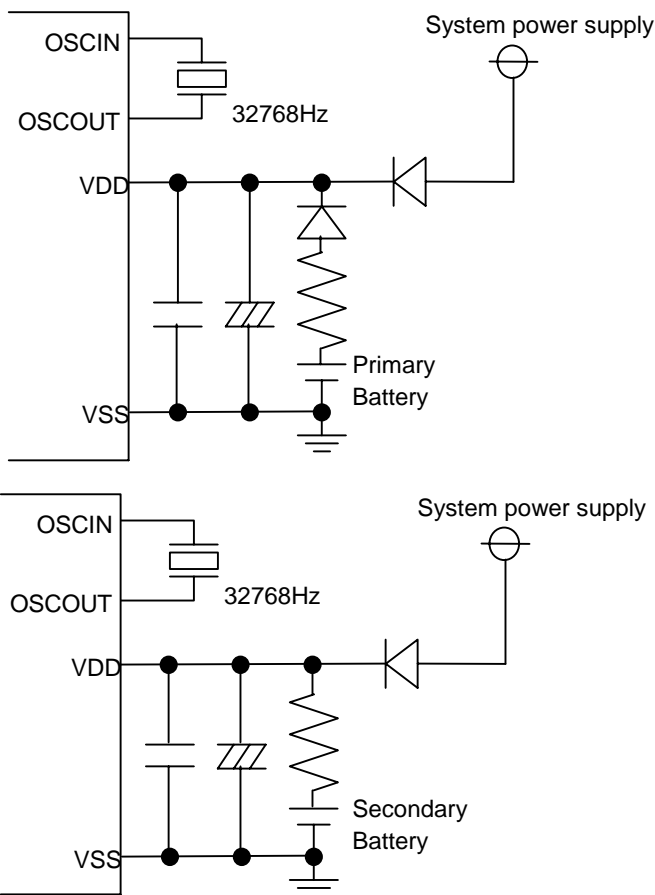 System power supply
OSCIN
OSCOUT
32768Hz
VDD
Primary
Battery
VSS
System power supply
OSCIN
OSCOUT
32768Hz
VDD
Secondary
Battery
VSS